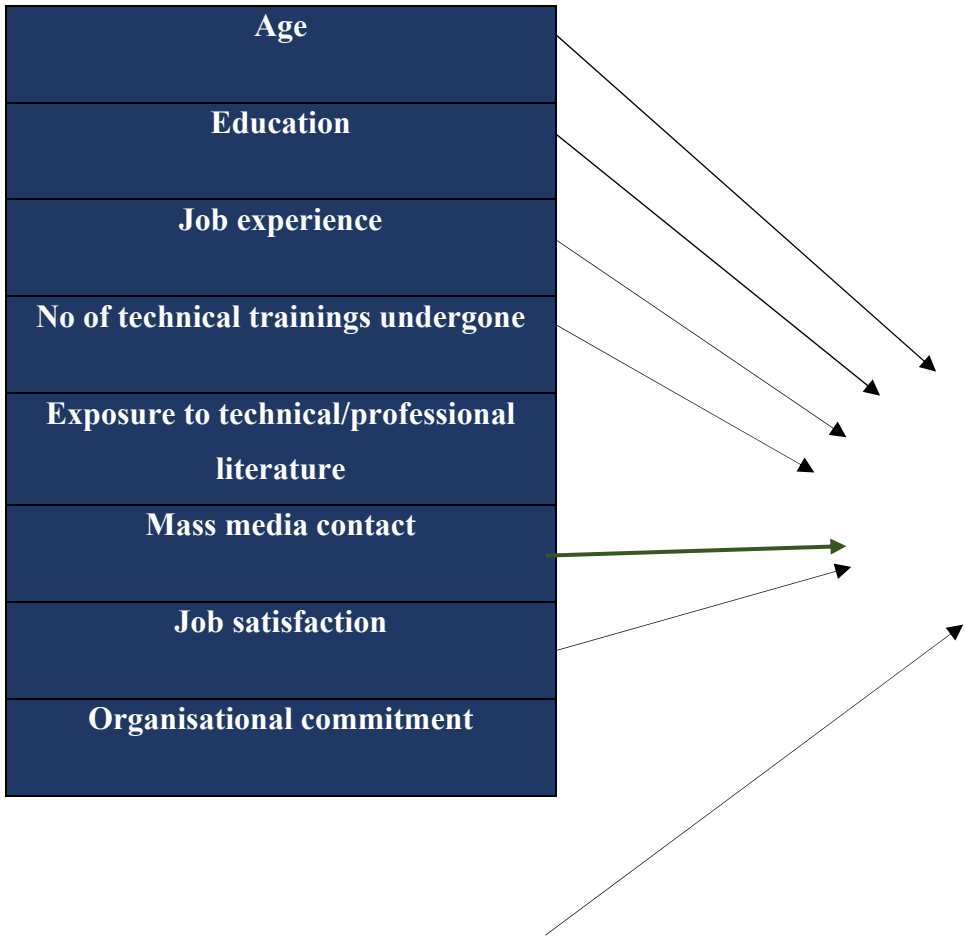 Age
Education
Job experience
No of technical trainings undergone
Exposure to technical/professional
literature
Mass media contact
Job satisfaction
Organisational commitment